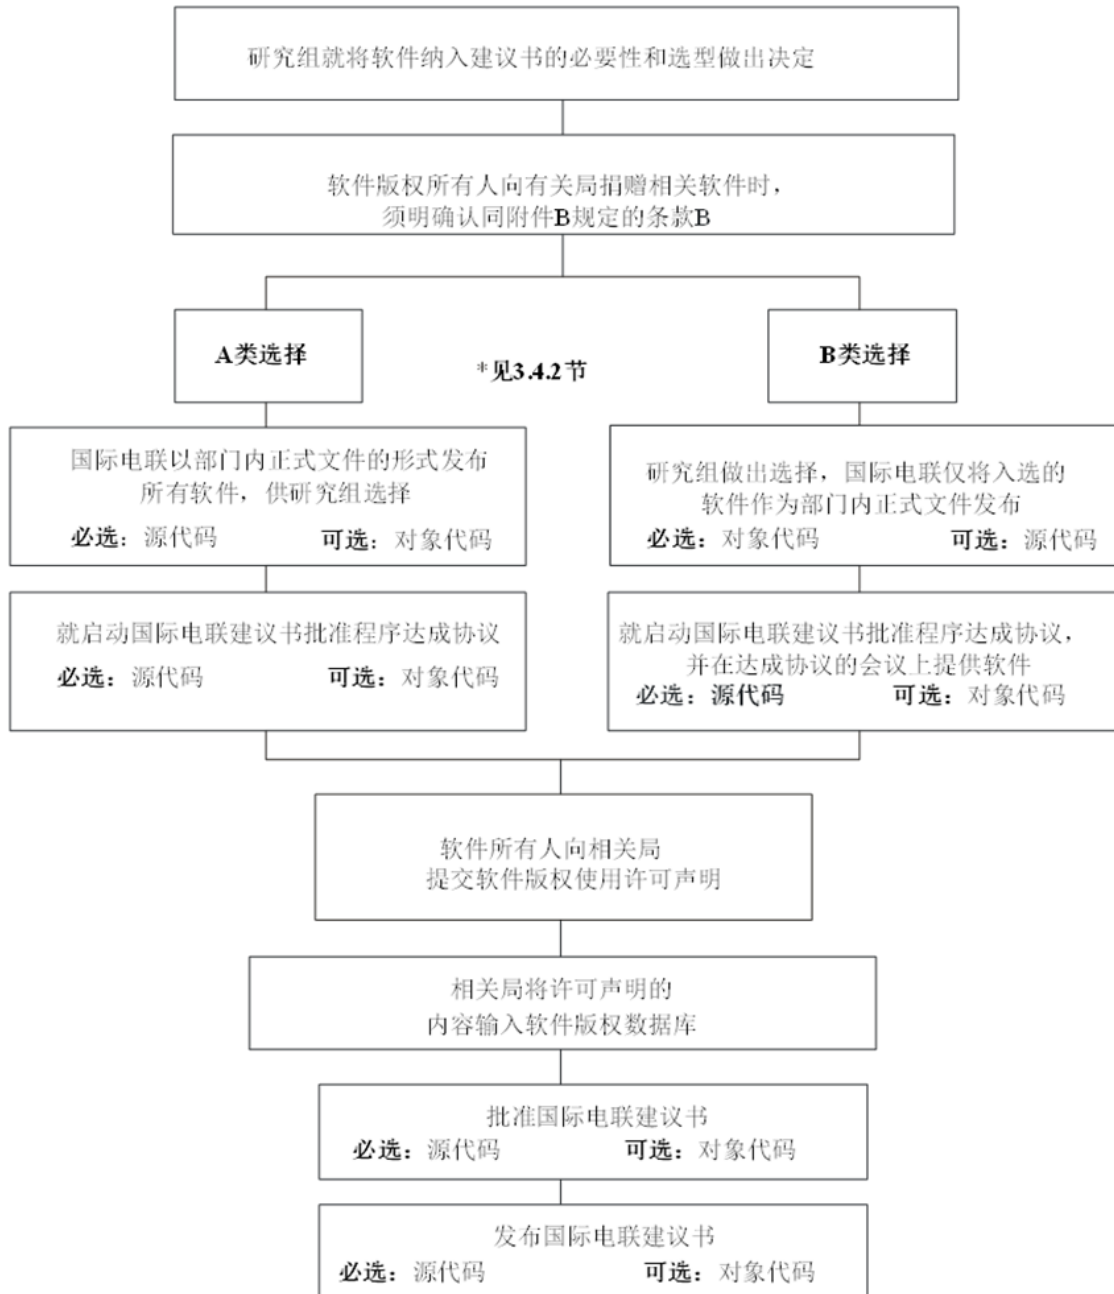 研究组就将软件纳入建议书的必要性和选型做出决定
软件版权所有人向有关局捐赠相关软件时，
须明确认同附件B规定的条款B
A类选择
*见3.4.2节
B类选择
国际电联以部门内正式文件的形式发布
所有软件，供研究组选择
必选：源代码 可选：对象代码
研究组做出选择，国际电联仅将入选的
软件作为部门内正式文件发布
必选：对象代码 可选：源代码
就启动国际电联建议书批准程序达成协议
必选：源代码 可选：对象代码
就启动国际电联建议书批准程序达成协议，
并在达成协议的会议上提供软件
必选：源代码 可选：对象代码
软件所有人向相关局
提交软件版权使用许可声明
相关局将许可声明的
内容输入软件版权数据库
批准国际电联建议书
必选：源代码 可选：对象代码
发布国际电联建议书
必选：源代码 可选：对象代码